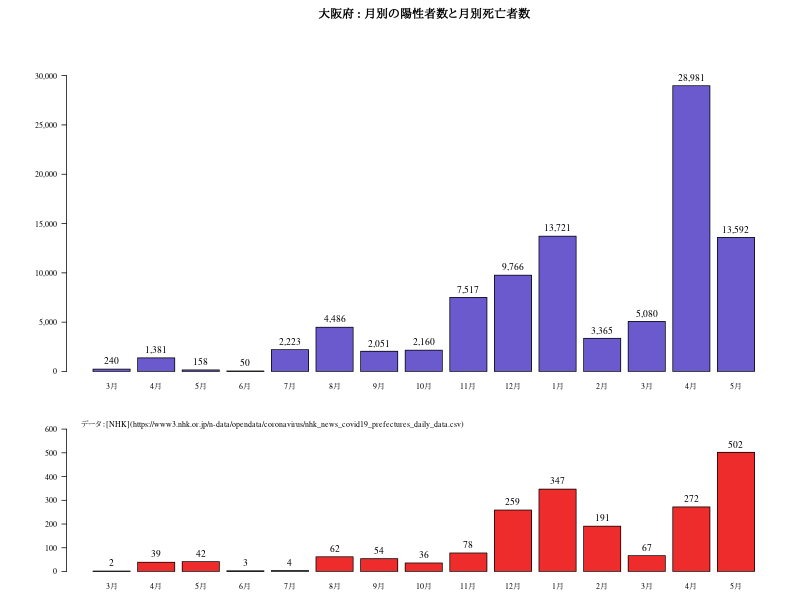 大阪府 : 月別の陽性者数と月別死亡者数
30,000
25,000
20,000
15,000
10,000
5,000
0
240 1,381 158 50 2,223 4,486 2,051 2,160 7,517 9,766 13,721 3,365 5,080 28,981 13,592
3月 4月 5月 6月 7月 8月 9月 10月 11月 12月 1月 2月 3月 4月 5月
データ : [NHK](https://www3.nhk.or.jp/n-data/opendata/coronavirus/nhk_news_covid19_prefectures_daily_data.csv)
600
500
400
300
200
100
0
2 39 42 3 4 62 54 36 78 259 347 191 67 272 502
3月 4月 5月 6月 7月 8月 9月 10月 11月 12月 1月 2月 3月 4月 5月